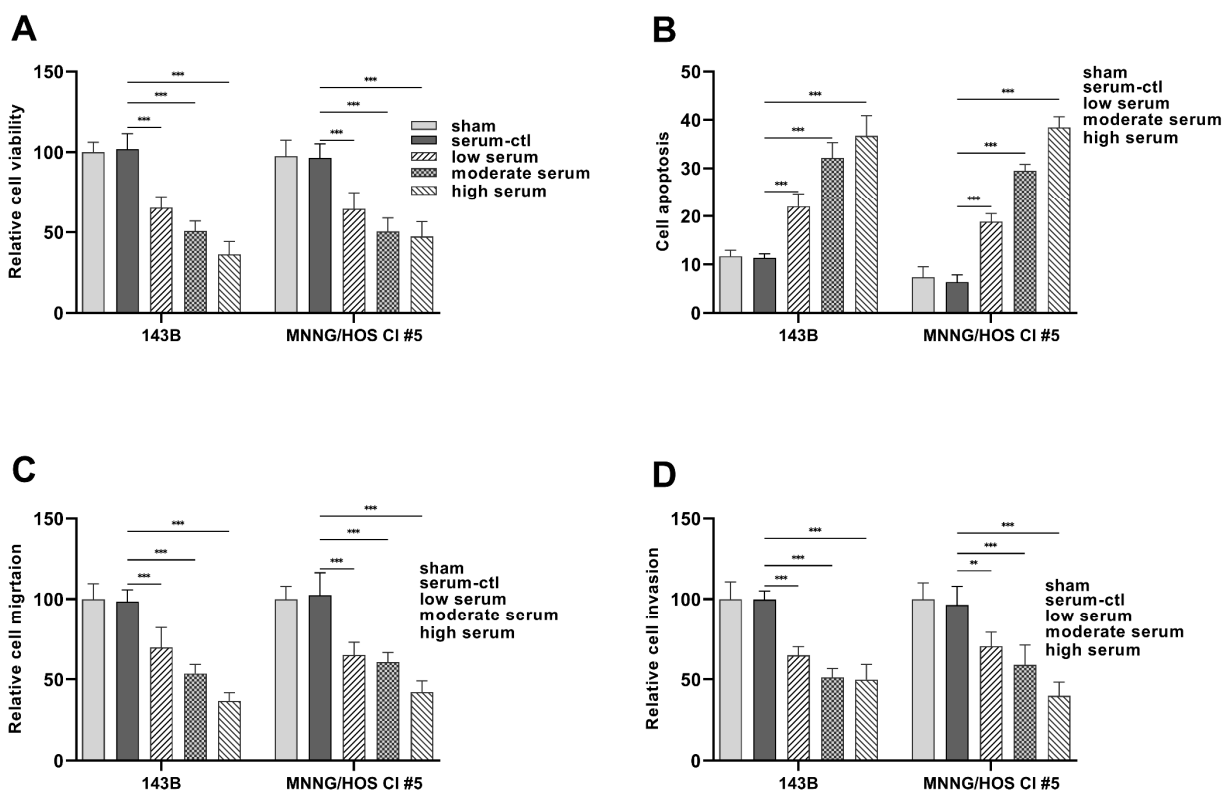 A
Relative cell viability
150
100
50
0
***
***
***
***
***
***
143B
MNNG/HOS Cl #5
sham
serum-ctl
low serum
moderate serum
high serum
B
Cell apoptosis
50
40
30
20
10
0
***
***
***
***
***
***
143B
MNNG/HOS Cl #5
sham
serum-ctl
low serum
moderate serum
high serum
C
Relative cell migrtaion
150
100
50
0
***
***
***
***
***
***
143B
MNNG/HOS Cl #5
sham
serum-ctl
low serum
moderate serum
high serum
D
Relative cell invasion
150
100
50
0
***
***
***
***
***
**
143B
MNNG/HOS Cl #5
sham
serum-ctl
low serum
moderate serum
high serum